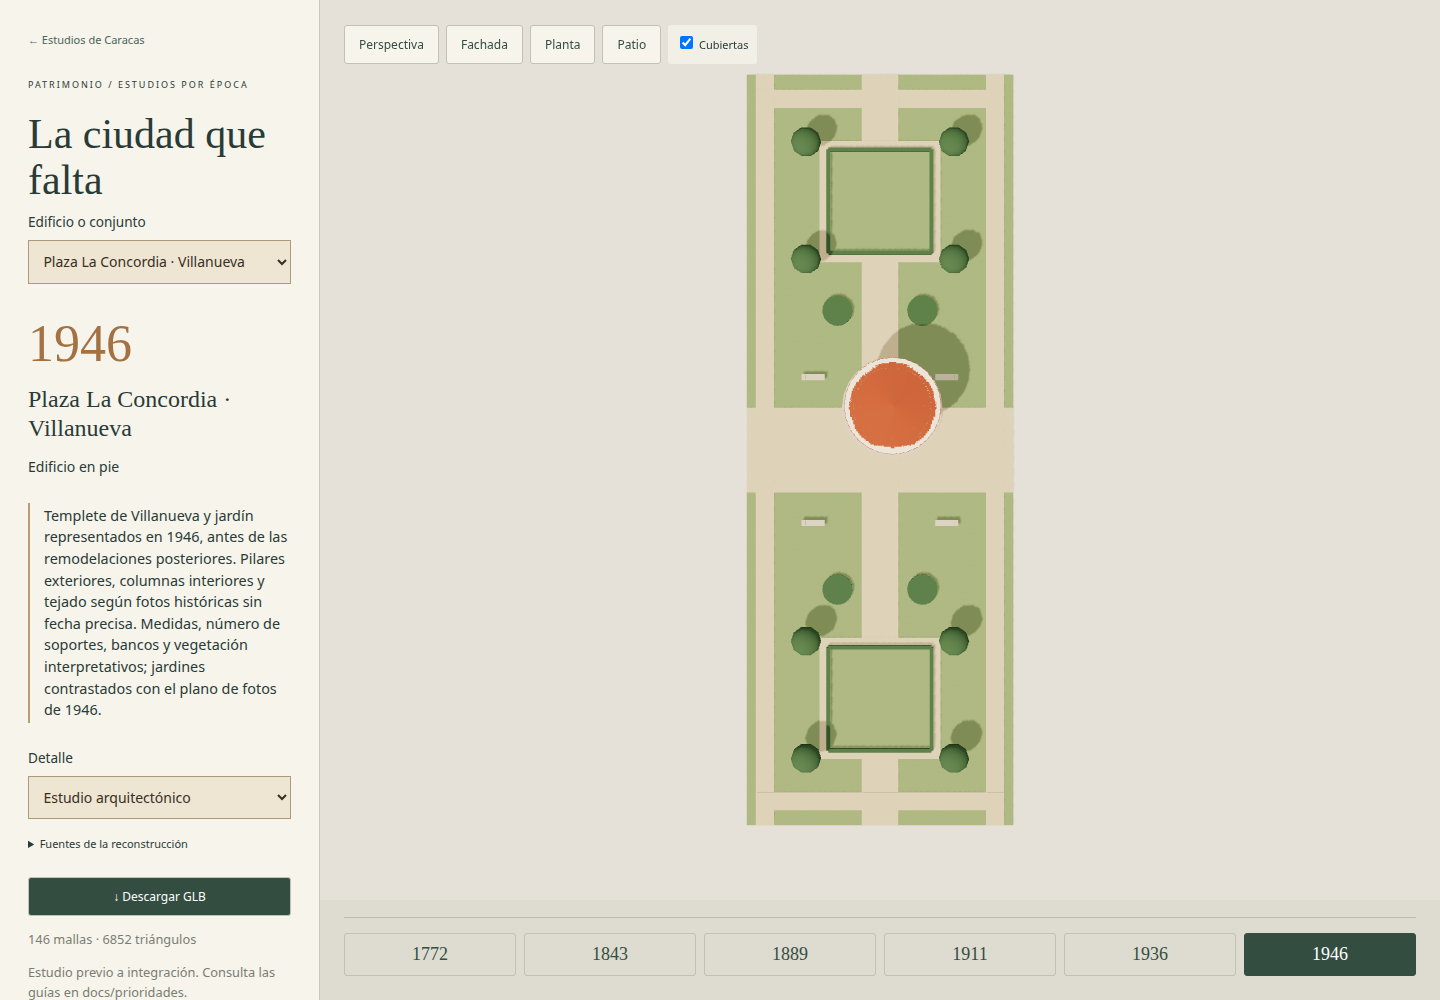 ← Estudios de Caracas
PATRIMONIO / ESTUDIOS POR ÉPOCA
La ciudad que
falta
Edificio o conjunto
Plaza La Concordia · Villanueva
1946
Plaza La Concordia ·
Villanueva
Edificio en pie
Templete de Villanueva y jardín
representados en 1946, antes de las
remodelaciones posteriores. Pilares
exteriores, columnas interiores y
tejado según fotos históricas sin
fecha precisa. Medidas, número de
soportes, bancos y vegetación
interpretativos; jardines
contrastados con el plano de fotos
de 1946.
Detalle
Estudio arquitectónico
▶ Fuentes de la reconstrucción
↓ Descargar GLB
146 mallas · 6852 triángulos
Estudio previo a integración. Consulta las
guías en docs/prioridades.
Perspectiva Fachada Planta Patio Cubiertas
1772 1843 1889 1911 1936 1946